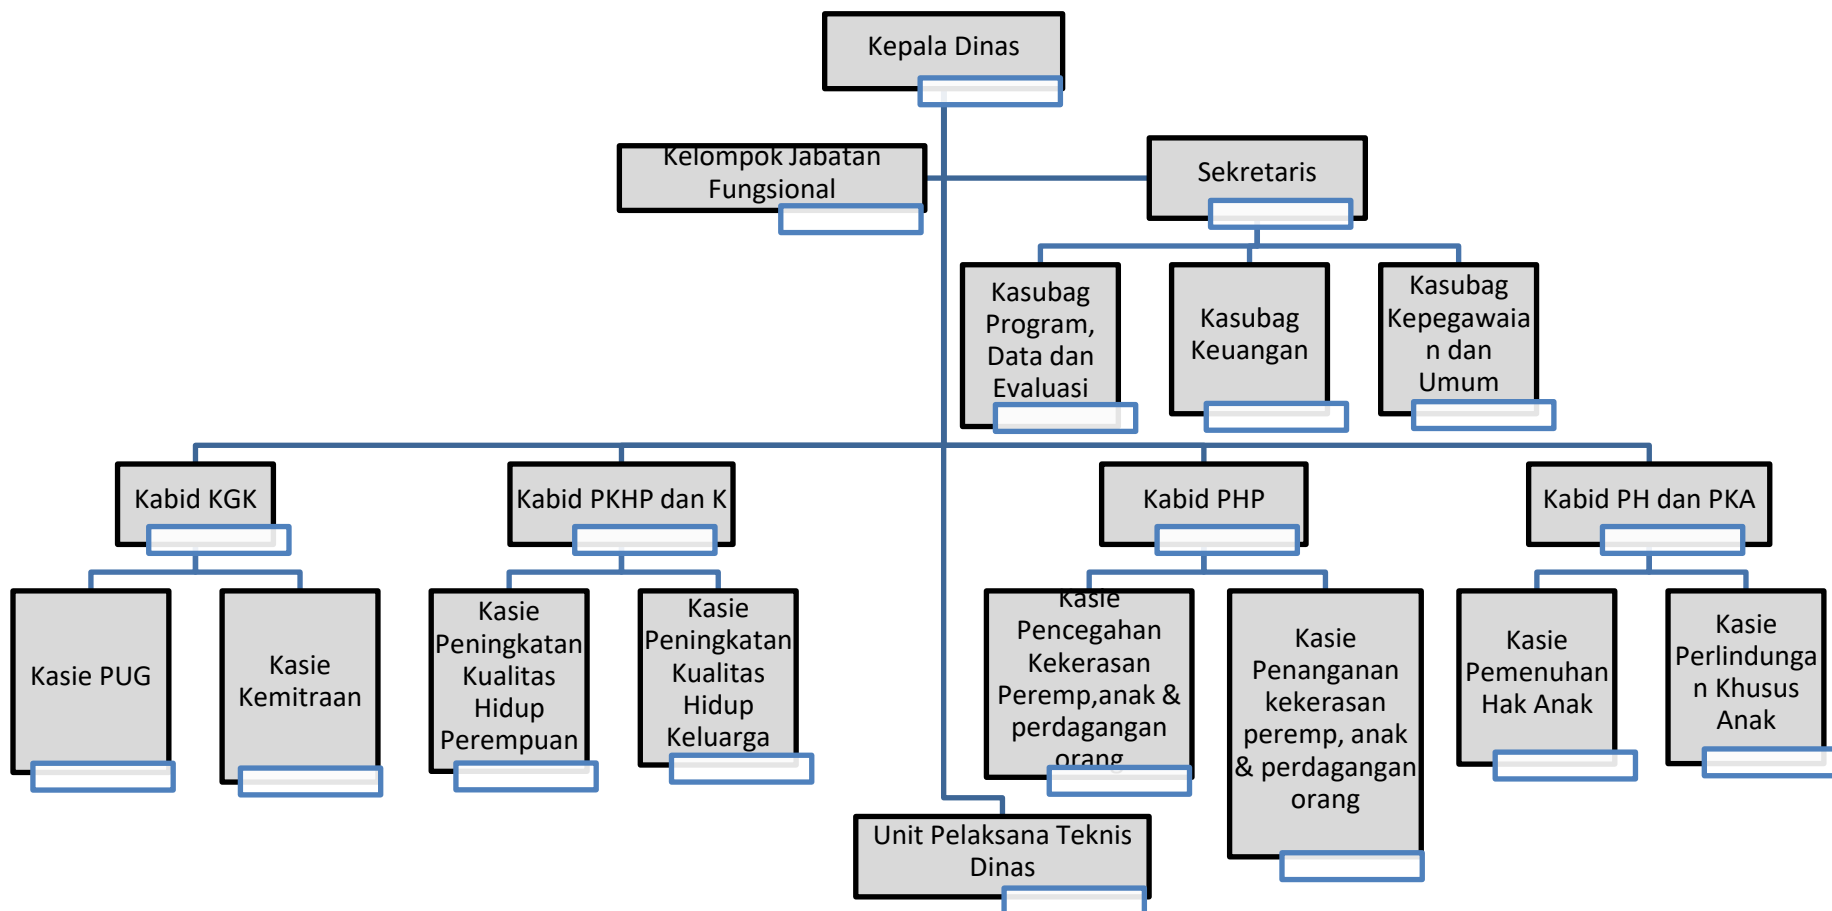 Kepala Dinas
Kelompok Jabatan
Fungsional
Sekretaris
Kasubag
Program,
Data dan
Evaluasi
Kasubag
Keuangan
Kasubag
Kepegawaia
n dan
Umum
Kabid KGK
Kabid PKHP dan K
Kabid PHP
Kabid PH dan PKA
Kasie PUG
Kasie
Kemitraan
Kasie
Peningkatan
Kualitas
Hidup
Perempuan
Kasie
Peningkatan
Kualitas
Hidup
Keluarga
Kasie
Pencegahan
Kekerasan
Peremp,anak &
perdagangan
orang
Kasie
Penanganan
kekerasan
peremp, anak
& perdagangan
orang
Kasie
Pemenuhan
Hak Anak
Kasie
Perlindunga
n Khusus
Anak
Unit Pelaksana Teknis
Dinas